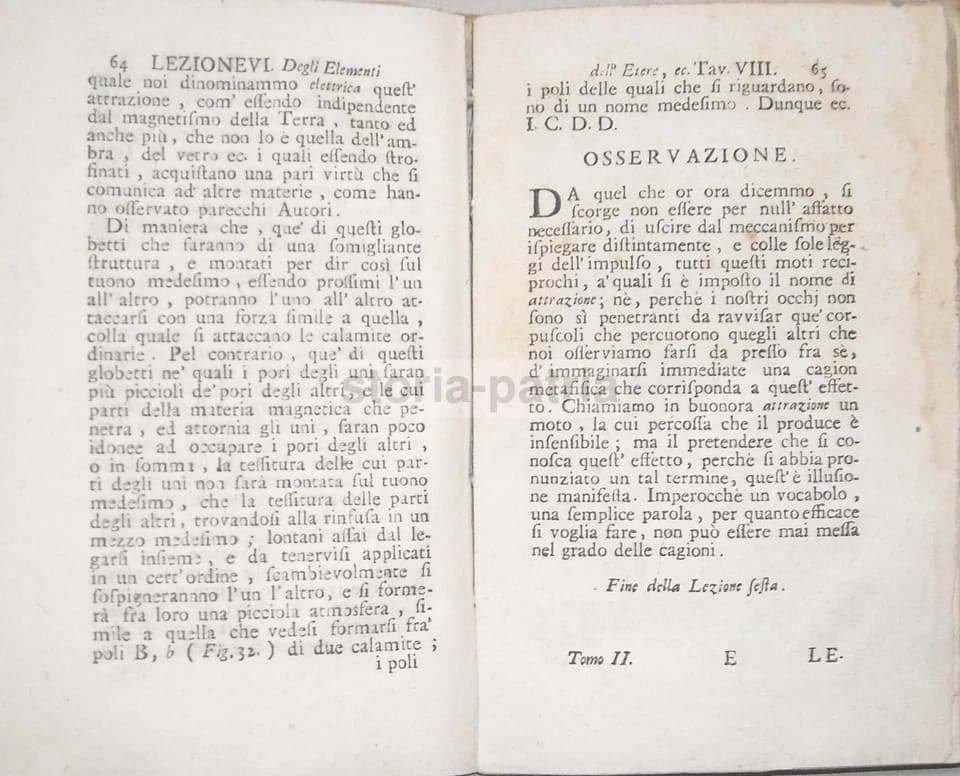 64 LEZIONE VI. Degli Elementi
quale noi dinominammo elettrica quest'
attrazione , com' essendo indipendente
dal magnetismo della Terra , tanto ed
anche più , che non lo è quella dell'am-
bra , del vetro ec. i quali essendo stro-
finati , acquistano una pari virtù che si
comunica ad altre materie , come han-
no osservato parecchi Autori .
Di maniera che , que' di questi glo-
betti che saranno di una somigliante
struttura , e montati per dir così sul
tuono medesimo , essendo prossimi l'un
all' altro , potranno l'uno all' altro at-
taccarsi con una forza simile a quella ,
colla quale si attaccano le calamite or-
dinarie . Pel contrario , que' di questi
globetti ne' quali i pori degli uni saran
più piccioli de' pori degli altri , o le cui
parti della materia magnetica che pe-
netra , ed attornia gli uni , saran poco
idonee ad occupare i pori degli altri ,
o in somma , la tessitura delle cui par-
ti degli uni non sarà montata sul tuono
medesimo , che la tessitura delle parti
degli altri , trovandosi alla rinfusa in un
mezzo medesimo ; lontani assai dal le-
garsi insieme , e da tenervisi applicati
in un cert' ordine , scambievolmente si
sospigneranno l'un l'altro, e si forme-
rà fra loro una picciola atmosfera , si-
mile a quella che vedesi formarsi fra'
poli B, b ( Fig. 32. ) di due calamite ;
i poli
dell' Etere, ec. Tav. VIII. 65
i poli delle quali che si riguardano, so-
no di un nome medesimo . Dunque ec.
I. C. D. D.
OSSERVAZIONE.
DA quel che or ora dicemmo , si
scorge non essere per null' affatto
necessario, di uscire dal meccanismo per
ispiegare distintamente , e colle sole leg-
gi dell' impulso , tutti questi moti reci-
prochi , a' quali si è imposto il nome di
attrazione ; nè, perchè i nostri occhj non
sono sì penetranti da ravvisar que' cor-
puscoli che percuotono quegli altri che
noi osserviamo farsi da presso fra sè,
d' immaginarsi immediate una cagion
metafisica che corrisponda a quest' effet-
to. Chiamiamo in buonora attrazione un
moto , la cui percossa che il produce è
insensibile ; ma il pretendere che si co-
nosca quest' effetto , perchè si abbia pro-
nunziato un tal termine, quest' è illusio-
ne manifesta. Imperocchè un vocabolo ,
una semplice parola , per quanto efficace
si voglia fare, non può essere mai messa
nel grado delle cagioni .
Fine della Lezione sesta .
Tomo II. E LE-
storia-patria